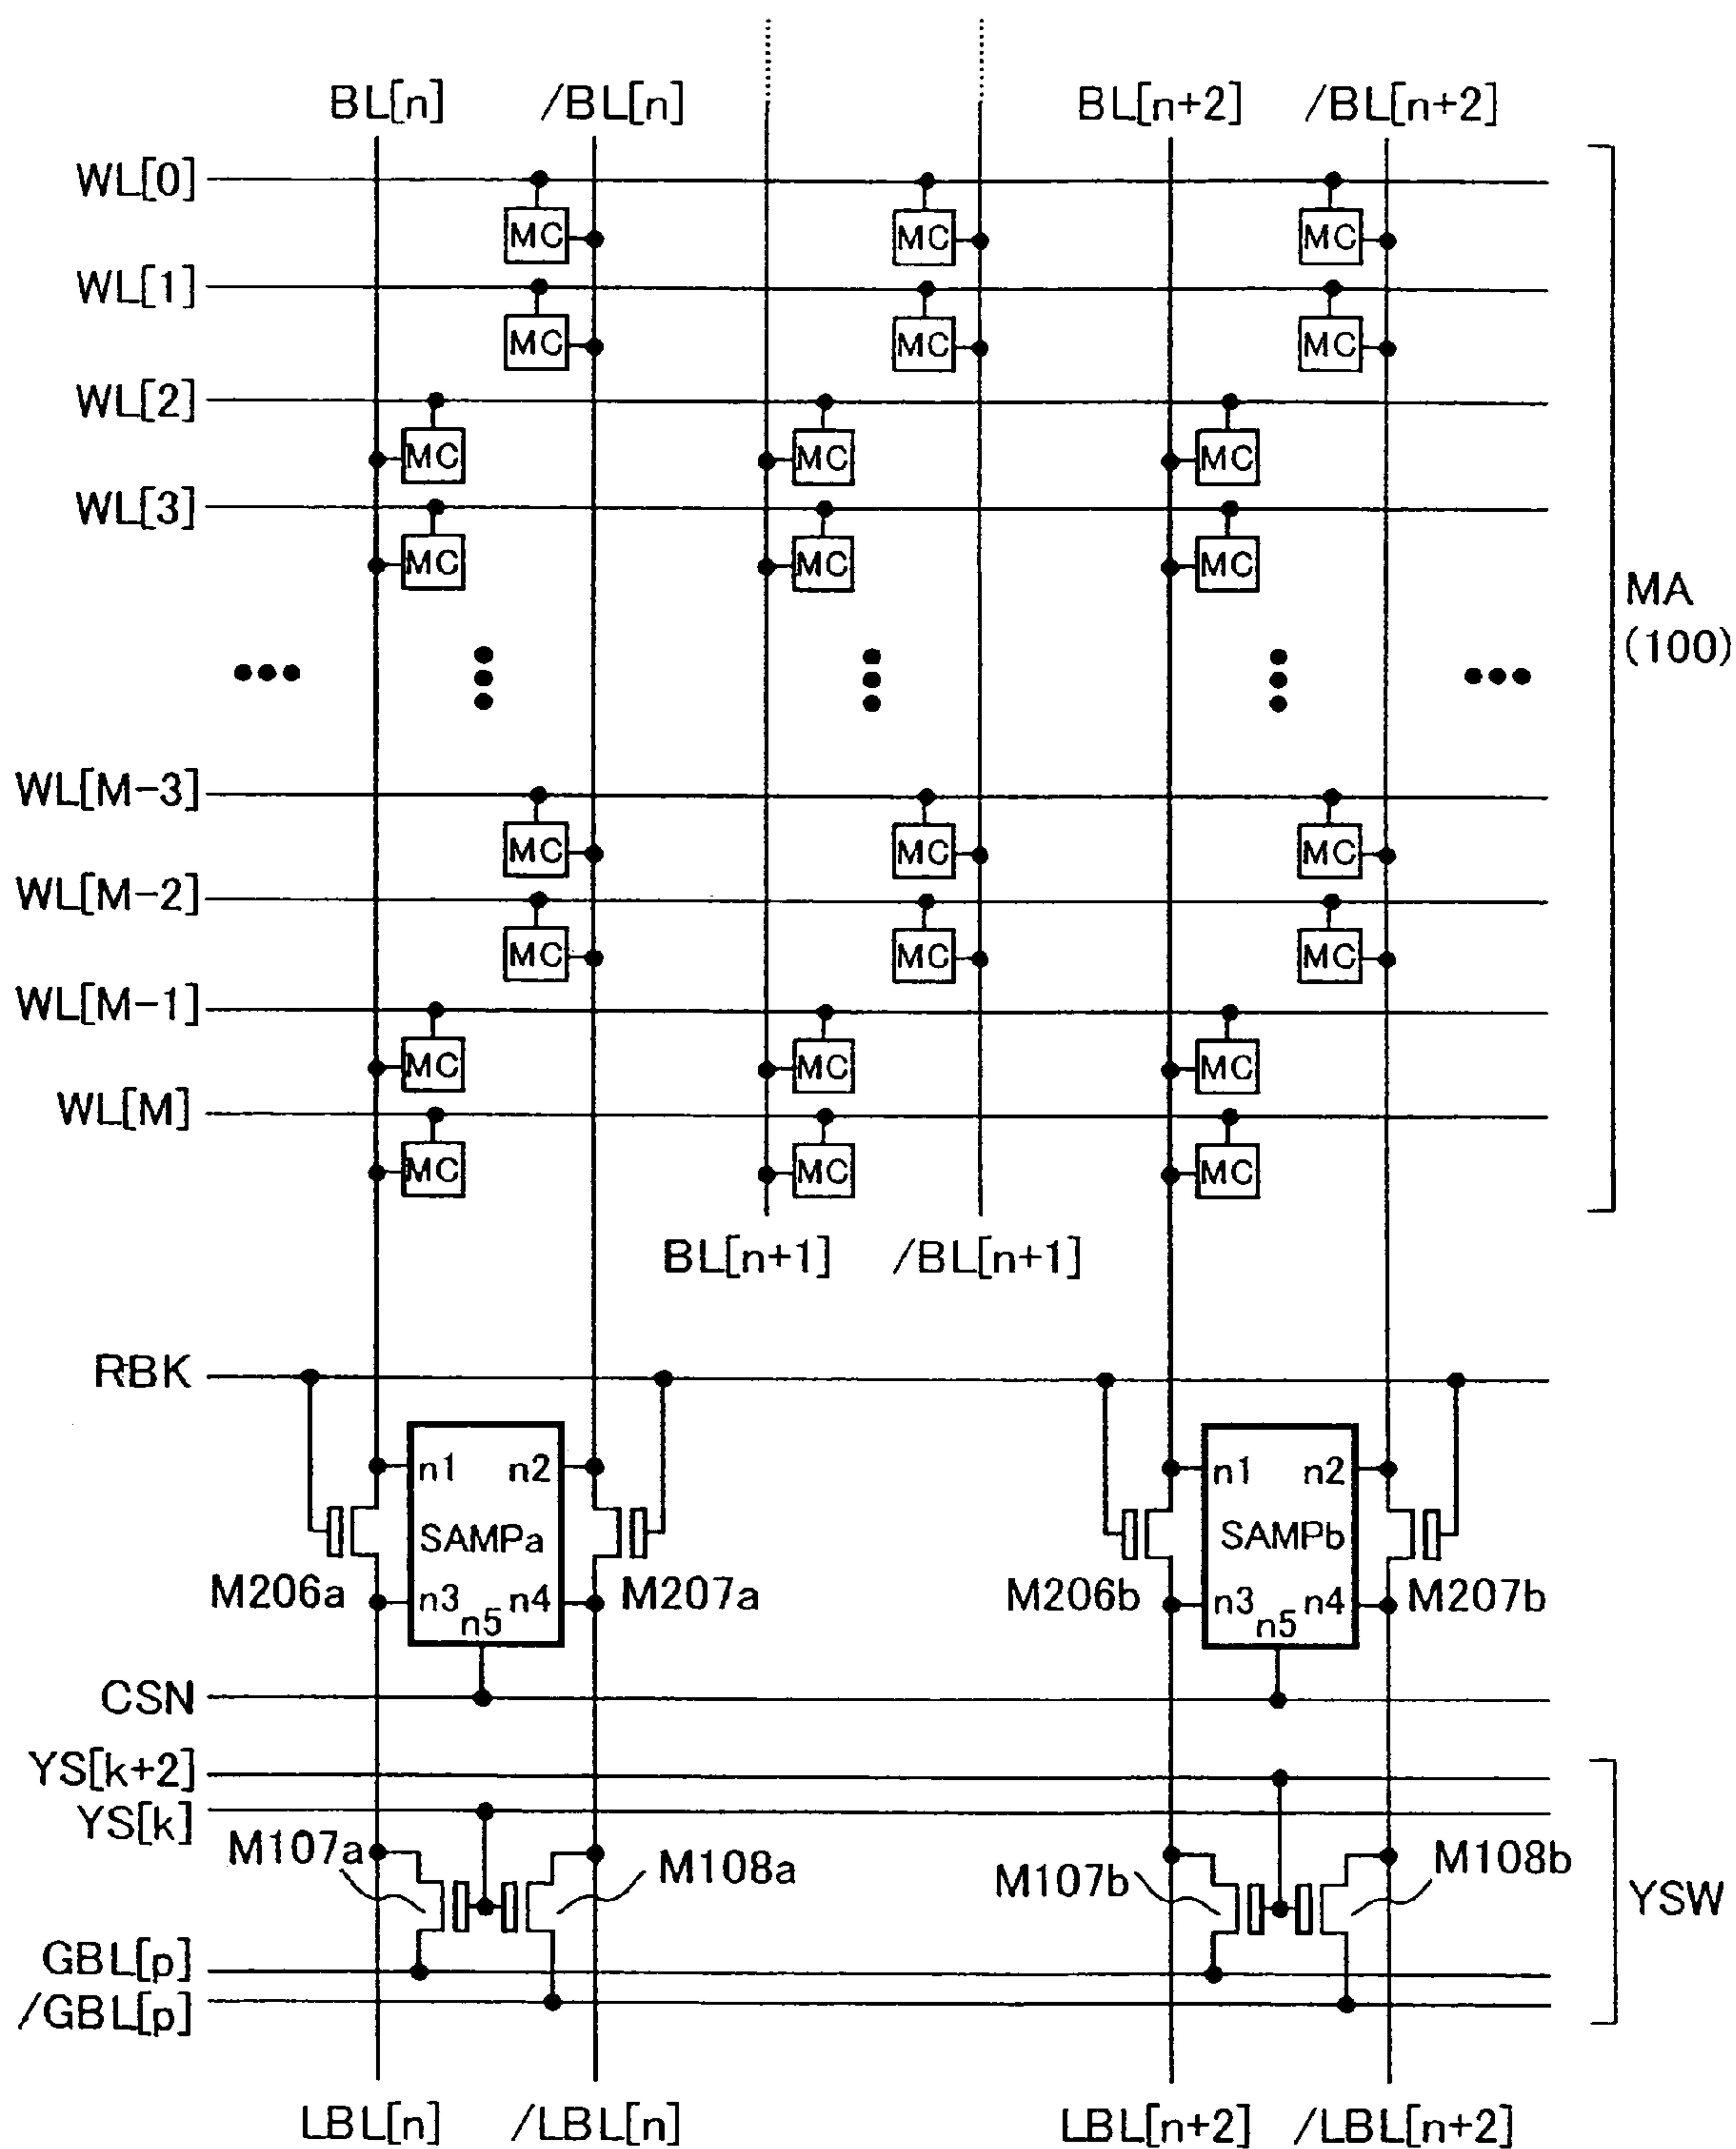 BL[n] /BL[n] BL[n+2] /BL[n+2]
WL[0]
MC MC MC
WL[1]
MC MC MC
WL[2]
MC MC MC
WL[3]
MC MC MC
MA
(100)
WL[M-3]
MC MC MC
WL[M-2]
MC MC MC
WL[M-1]
MC MC MC
WL[M]
MC MC MC
BL[n+1] /BL[n+1]
RBK
n1 n2 n1 n2
SAMPa SAMPb
M206a n3 n4 M207a M206b n3 n4 M207b
n5 n5
CSN
YS[k+2]
YS[k]
M107a M108a M107b M108b
YSW
GBL[p]
/GBL[p]
LBL[n] /LBL[n] LBL[n+2] /LBL[n+2]